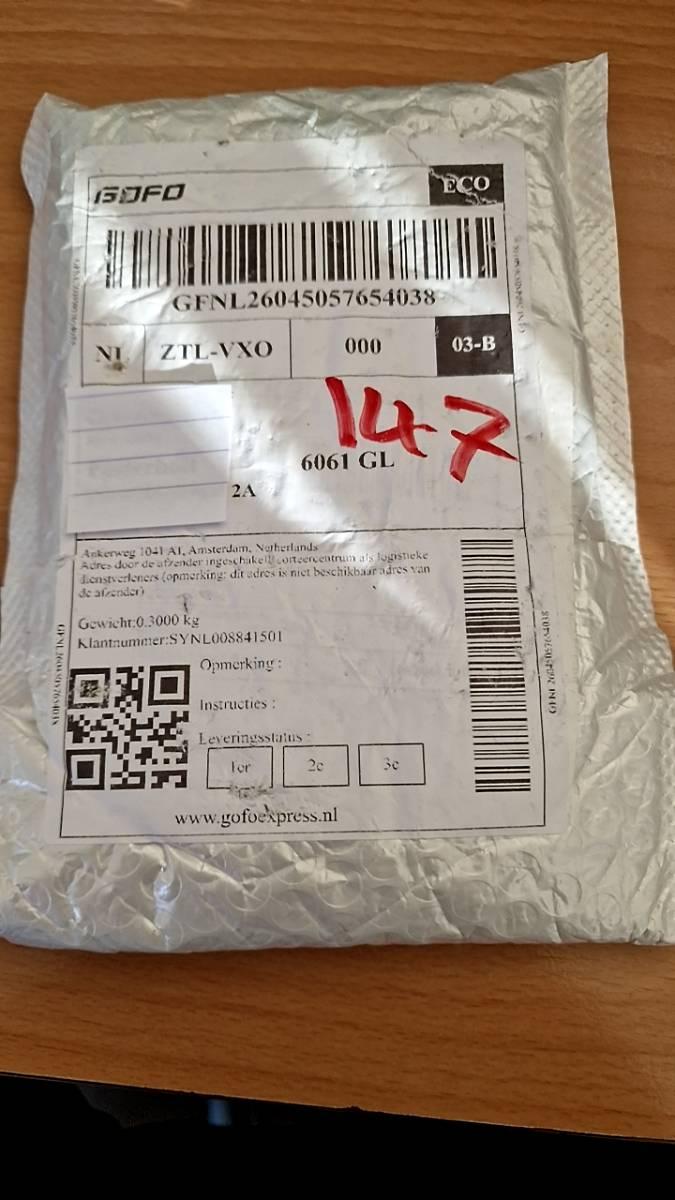 GOFO
ECO
GFNL26045057654038
NL ZTL-VXO 000 03-B
147
6061 GL
2A
Ankerweg 1041 AT, Amsterdam, Netherlands
Adres door de afzender ingeschakeld sorteercentrum als logistieke
dienstverleners (opmerking: dit adres is niet beschikbaar adres van
de afzender)
Gewicht:0.3000 kg
Klantnummer:SYNL008841501
Opmerking :
Instructies :
Leveringsstatus :
1er 2e 3e
www.gofoexpress.nl
GFNL26045057654038